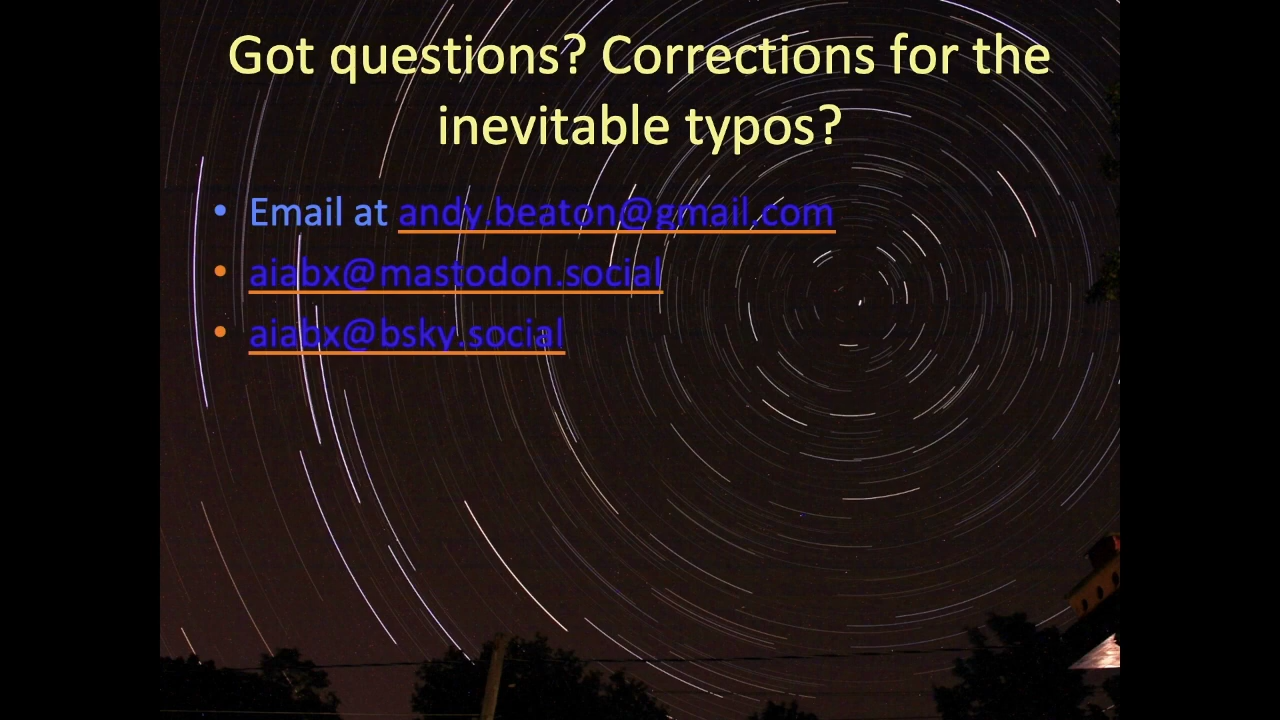 Got questions? Corrections for the
inevitable typos?
• Email at andy.beaton@gmail.com
• aiabx@mastodon.social
• aiabx@bsky.social